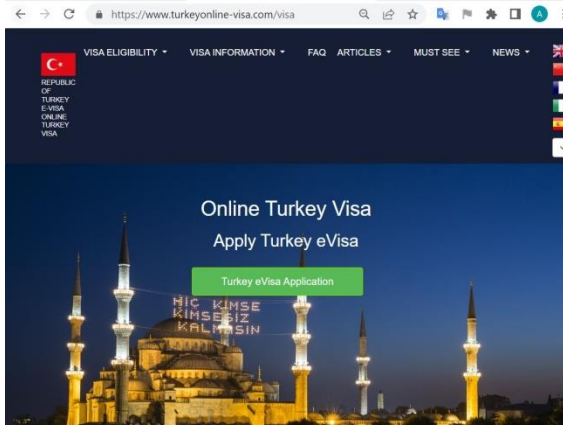 https://www.turkeyonline-visa.com/visa
A
VISA ELIGIBILITY
VISA INFORMATION
FAQ
ARTICLES
MUST SEE
NEWS
REPUBLIC
OF
TURKEY
E-VISA
ONLINE
TURKEY
VISA
Online Turkey Visa
Apply Turkey eVisa
Turkey eVisa Application
HİÇ KİMSE
KİMSESİZ
KALMASIN